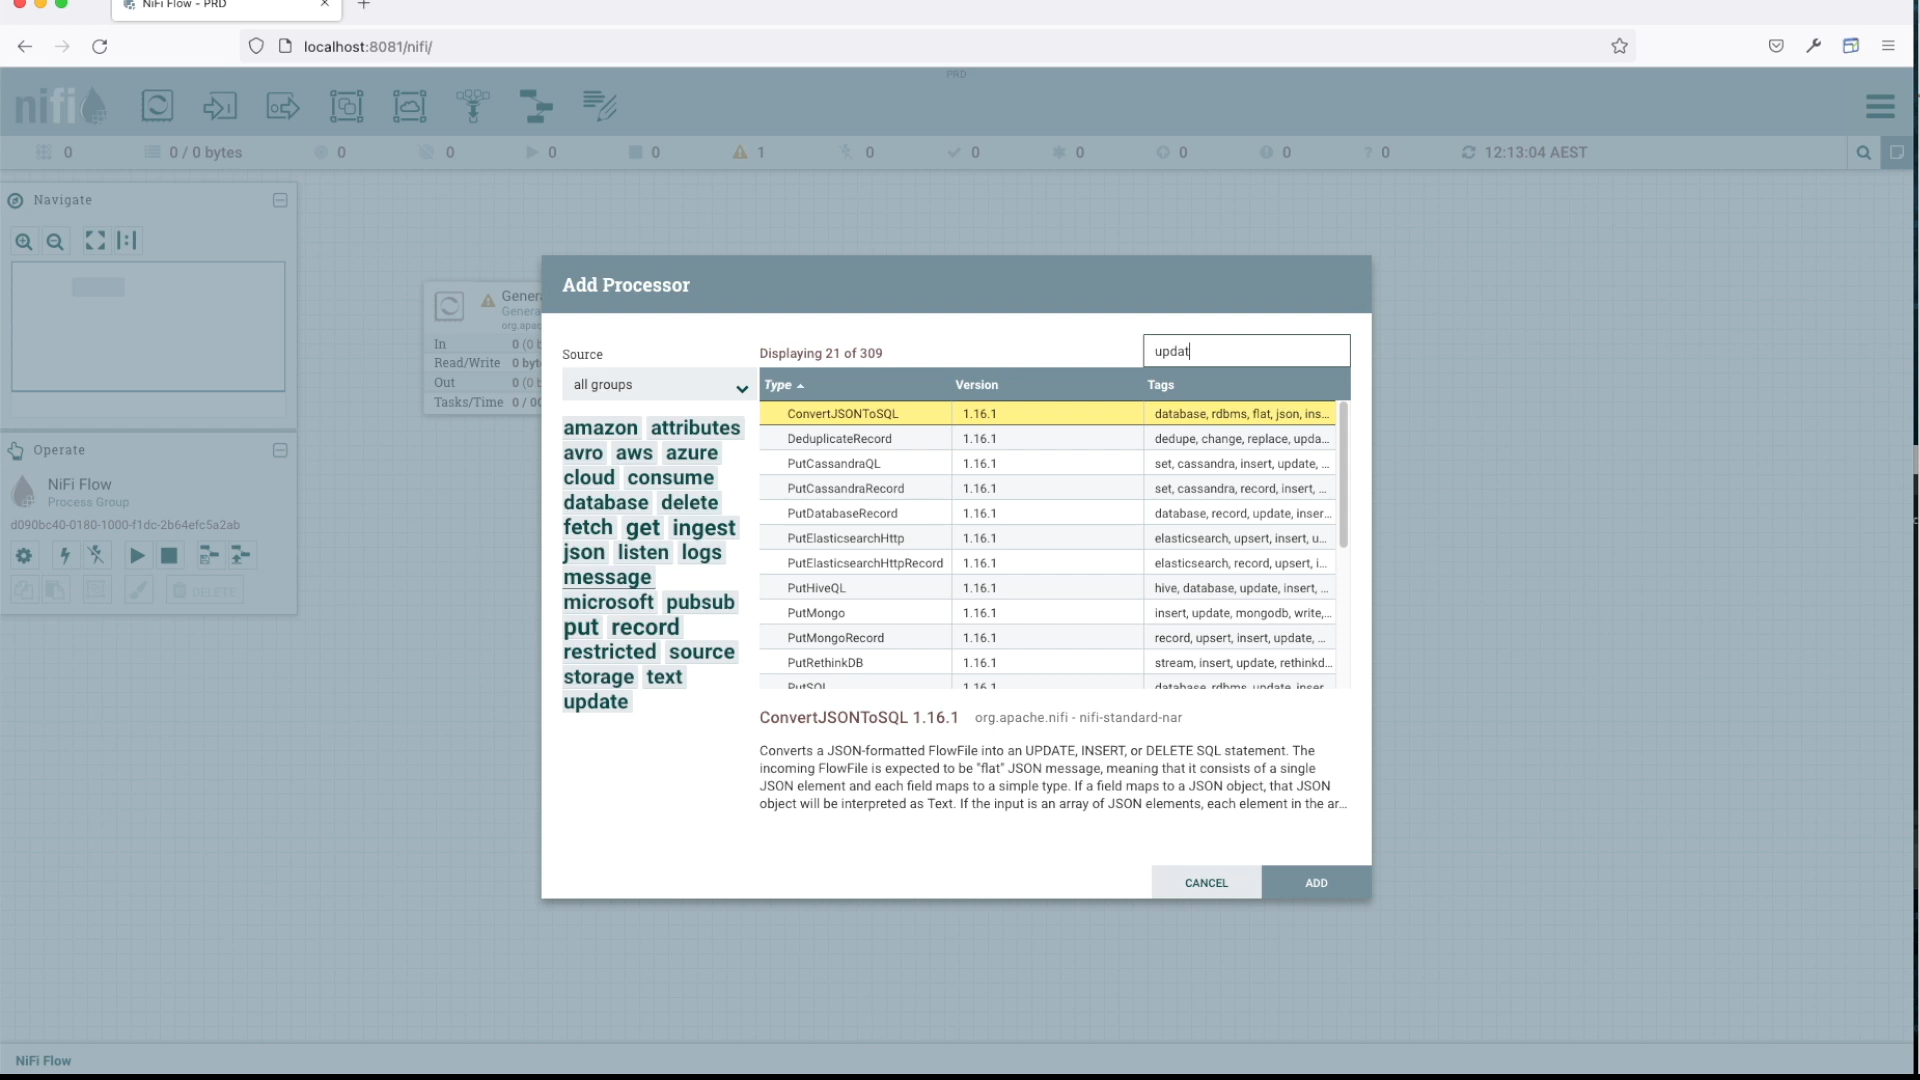 NiFi Flow - PRD
localhost:8081/nifi/
PRD
nifi
0
0 / 0 bytes
0
0
0
0
1
0
0
0
0
0
? 0
12:13:04 AEST
Navigate
Operate
NiFi Flow
Process Group
d090bc40-0180-1000-f1dc-2b64efc5a2ab
DELETE
In
Read/Write
Out
Tasks/Time
Add Processor
Source
all groups
amazon attributes
avro aws azure
cloud consume
database delete
fetch get ingest
json listen logs
message
microsoft pubsub
put record
restricted source
storage text
update
Displaying 21 of 309
updat
Type Version Tags
ConvertJSONToSQL 1.16.1 database, rdbms, flat, json, ins...
DeduplicateRecord 1.16.1 dedupe, change, replace, upda...
PutCassandraQL 1.16.1 set, cassandra, insert, update, ...
PutCassandraRecord 1.16.1 set, cassandra, record, insert, ...
PutDatabaseRecord 1.16.1 database, record, update, inser...
PutElasticsearchHttp 1.16.1 elasticsearch, upsert, insert, u...
PutElasticsearchHttpRecord 1.16.1 elasticsearch, record, upsert, i...
PutHiveQL 1.16.1 hive, database, update, insert, ...
PutMongo 1.16.1 insert, update, mongodb, write,...
PutMongoRecord 1.16.1 record, upsert, insert, update, ...
PutRethinkDB 1.16.1 stream, insert, update, rethinkd...
PutSQL 1.16.1 database, rdbms, update, inser...
ConvertJSONToSQL 1.16.1 org.apache.nifi - nifi-standard-nar
Converts a JSON-formatted FlowFile into an UPDATE, INSERT, or DELETE SQL statement. The
incoming FlowFile is expected to be "flat" JSON message, meaning that it consists of a single
JSON element and each field maps to a simple type. If a field maps to a JSON object, that JSON
object will be interpreted as Text. If the input is an array of JSON elements, each element in the ar...
CANCEL
ADD
NiFi Flow